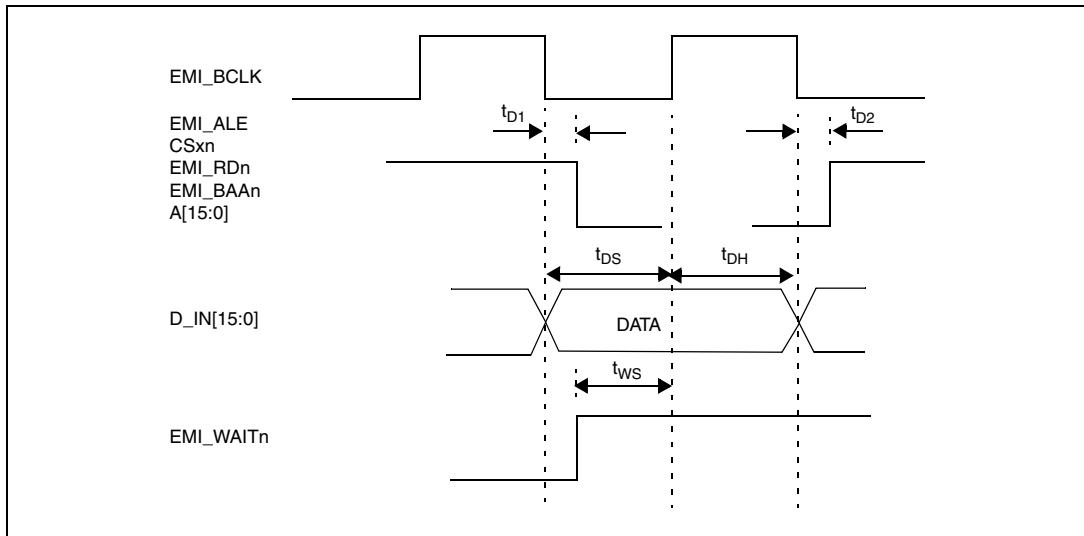 EMI_BCLK
EMI_ALE
CSxn
EMI_RDn
EMI_BAAn
A[15:0]
tD1
tD2
tDS
tDH
D_IN[15:0]
DATA
tWS
EMI_WAITn